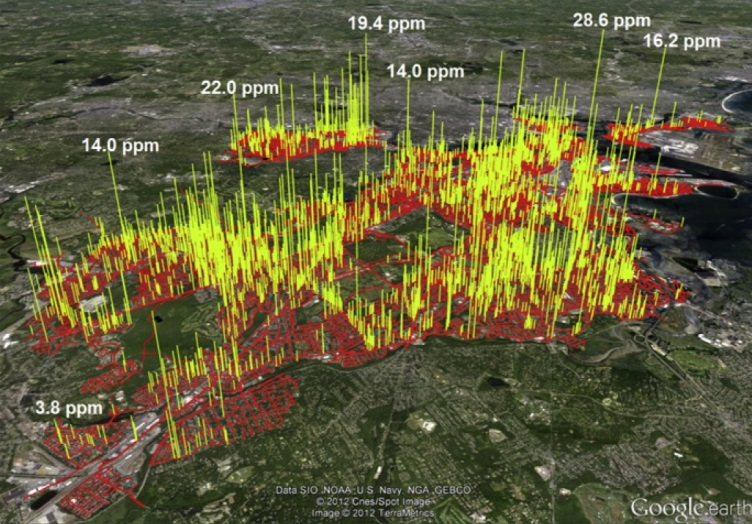 19.4 ppm
28.6 ppm
16.2 ppm
14.0 ppm
22.0 ppm
14.0 ppm
3.8 ppm
Data SIO, NOAA, U.S. Navy, NGA, GEBCO
© 2012 Cnes/Spot Image
Image © 2012 TerraMetrics
Google earth